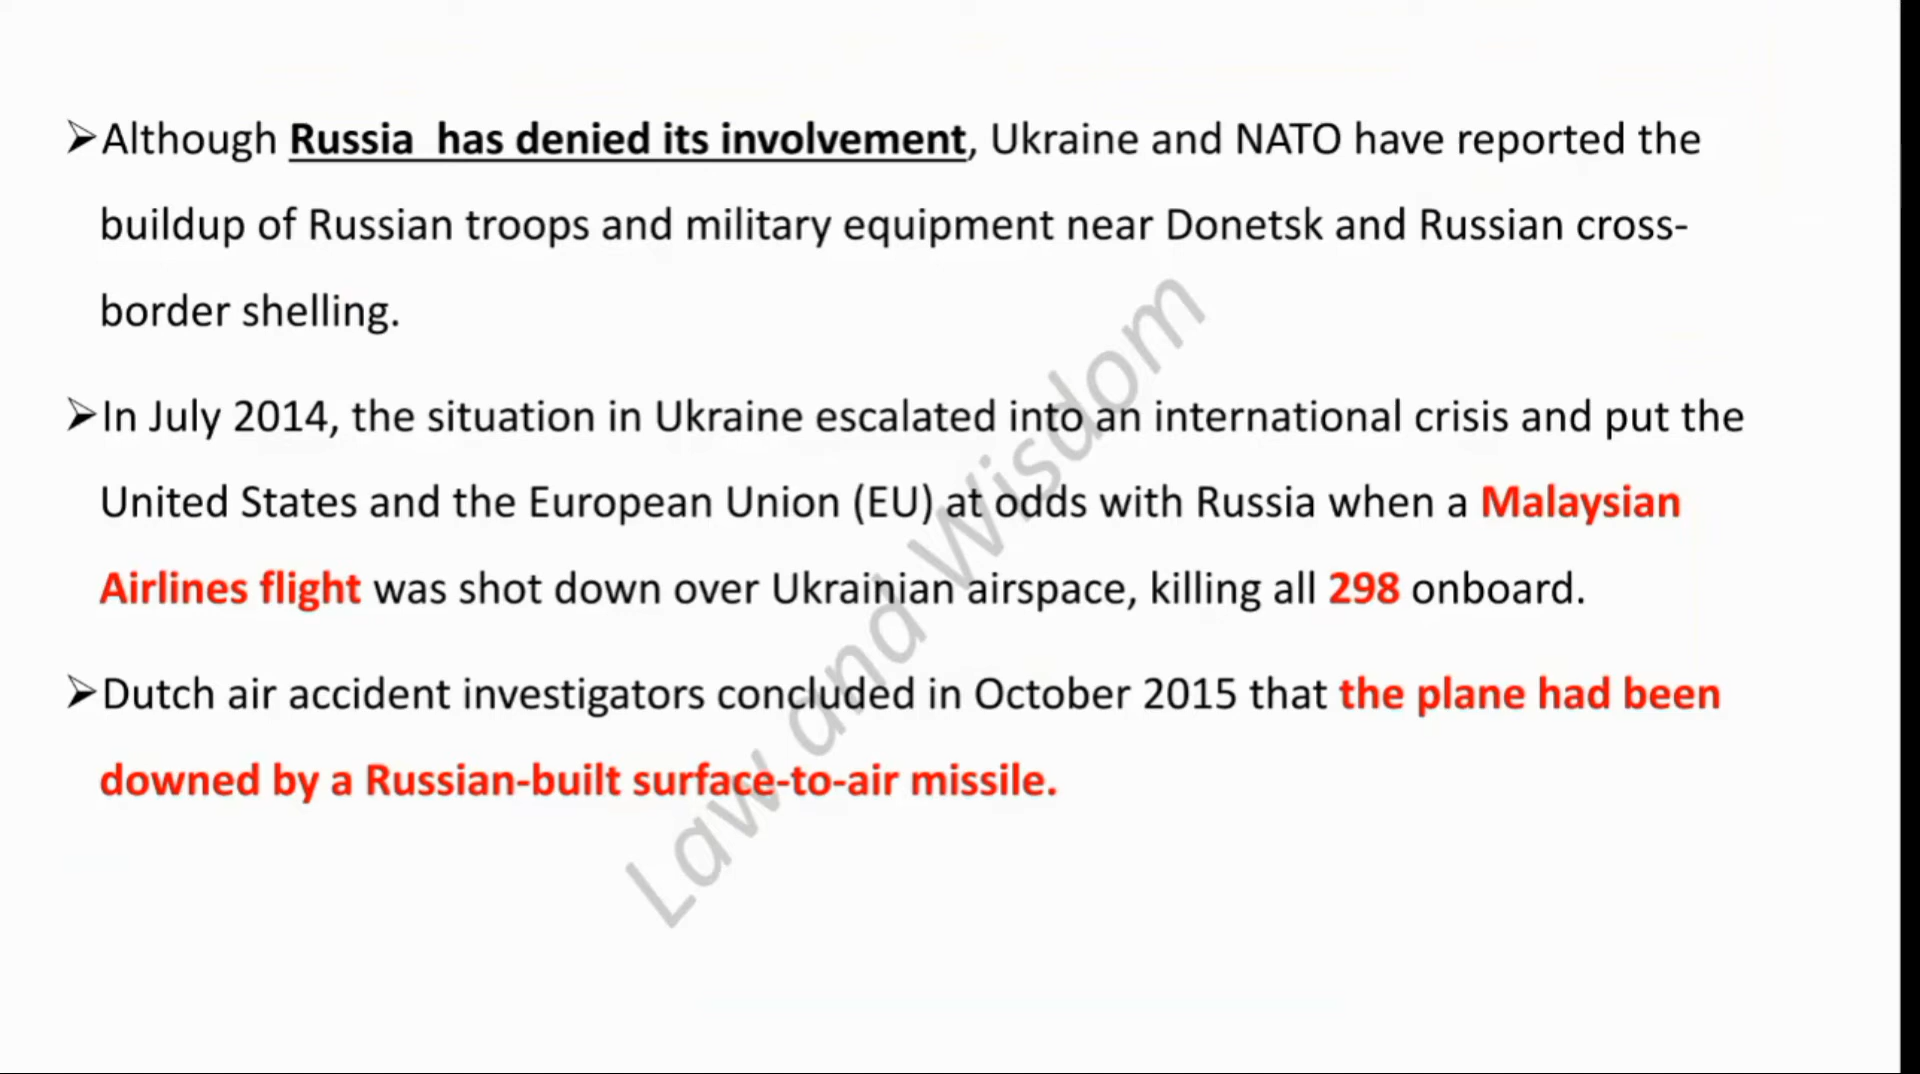 ➢Although Russia has denied its involvement, Ukraine and NATO have reported the
buildup of Russian troops and military equipment near Donetsk and Russian cross-
border shelling.
➢In July 2014, the situation in Ukraine escalated into an international crisis and put the
United States and the European Union (EU) at odds with Russia when a Malaysian
Airlines flight was shot down over Ukrainian airspace, killing all 298 onboard.
➢Dutch air accident investigators concluded in October 2015 that the plane had been
downed by a Russian-built surface-to-air missile.
Law and Wisdom